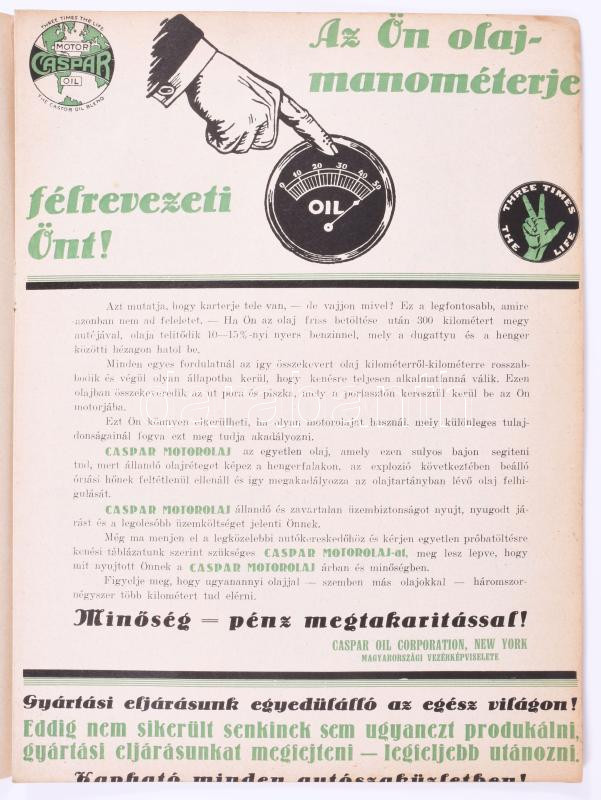 THREE TIMES THE LIFE
MOTOR
CASPAR
OIL
THE CASTOR OIL BLEND
Az Ön olaj-
manométerje
0 10 20 30 40 50
OIL
félrevezeti
Önt!
THREE TIMES
THE LIFE
Azt mutatja, hogy karterje tele van, — de vajjon mivel? Ez a legfontosabb, amire
azonban nem ad feleletet. — Ha Ön az olaj friss betöltése után 300 kilométert megy
autójával, olaja telitődik 10—15%-nyi nyers benzinnel, mely a dugattyu és a henger
közötti hézagon hatol be.
Minden egyes fordulatnál az igy összekevert olaj kilométerről-kilométerre rosszab-
bodik és végül olyan állapotba kerül, hogy kenésre teljesen alkalmatlanná válik. Ezen
olajban összekeveredik az ut pora és piszka, mely a porlasztón keresztül kerül be az Ön
motorjába.
Ezt Ön könnyen elkerülheti, ha olyan motorolajat használ, mely különleges tulaj-
donságainál fogva ezt meg tudja akadályozni.
CASPAR MOTOROLAJ az egyetlen olaj, amely ezen sulyos bajon segiteni
tud, mert állandó olajréteget képez a hengerfalakon, az explozió következtében beálló
óriási hőnek feltétlenül ellenáll és igy megakadályozza az olajtartányban lévő olaj felhi-
gulását.
CASPAR MOTOROLAJ állandó és zavartalan üzembiztonságot nyujt, nyugodt já-
rást és a legolcsóbb üzemköltséget jelenti Önnek.
Még ma menjen el a legközelebbi autókereskedőhöz és kérjen egyetlen próbatöltésre
kenési táblázatunk szerint szükséges CASPAR MOTOROLAJ-at, meg lesz lepve, hogy
mit nyujtott Önnek a CASPAR MOTOROLAJ árban és minőségben.
Figyelje meg, hogy ugyanannyi olajjal — szemben más olajokkal — háromszor-
négyszer több kilométert tud elérni.
Minőség = pénz megtakaritással!
CASPAR OIL CORPORATION, NEW YORK
MAGYARORSZÁGI VEZÉRKÉPVISELETE
Gyártási eljárásunk egyedülálló az egész világon!
Eddig nem sikerült senkinek sem ugyanezt produkálni,
gyártási eljárásunkat megfejteni — legfeljebb utánozni.
Kapható minden autószaküzletben!
darabanth